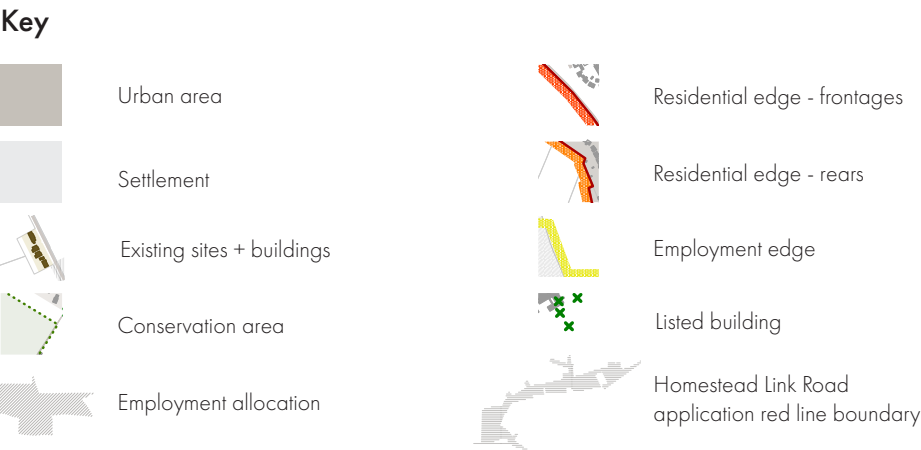 Key
Urban area
Settlement
Existing sites + buildings
Conservation area
Employment allocation
Residential edge - frontages
Residential edge - rears
Employment edge
Listed building
Homestead Link Road
application red line boundary